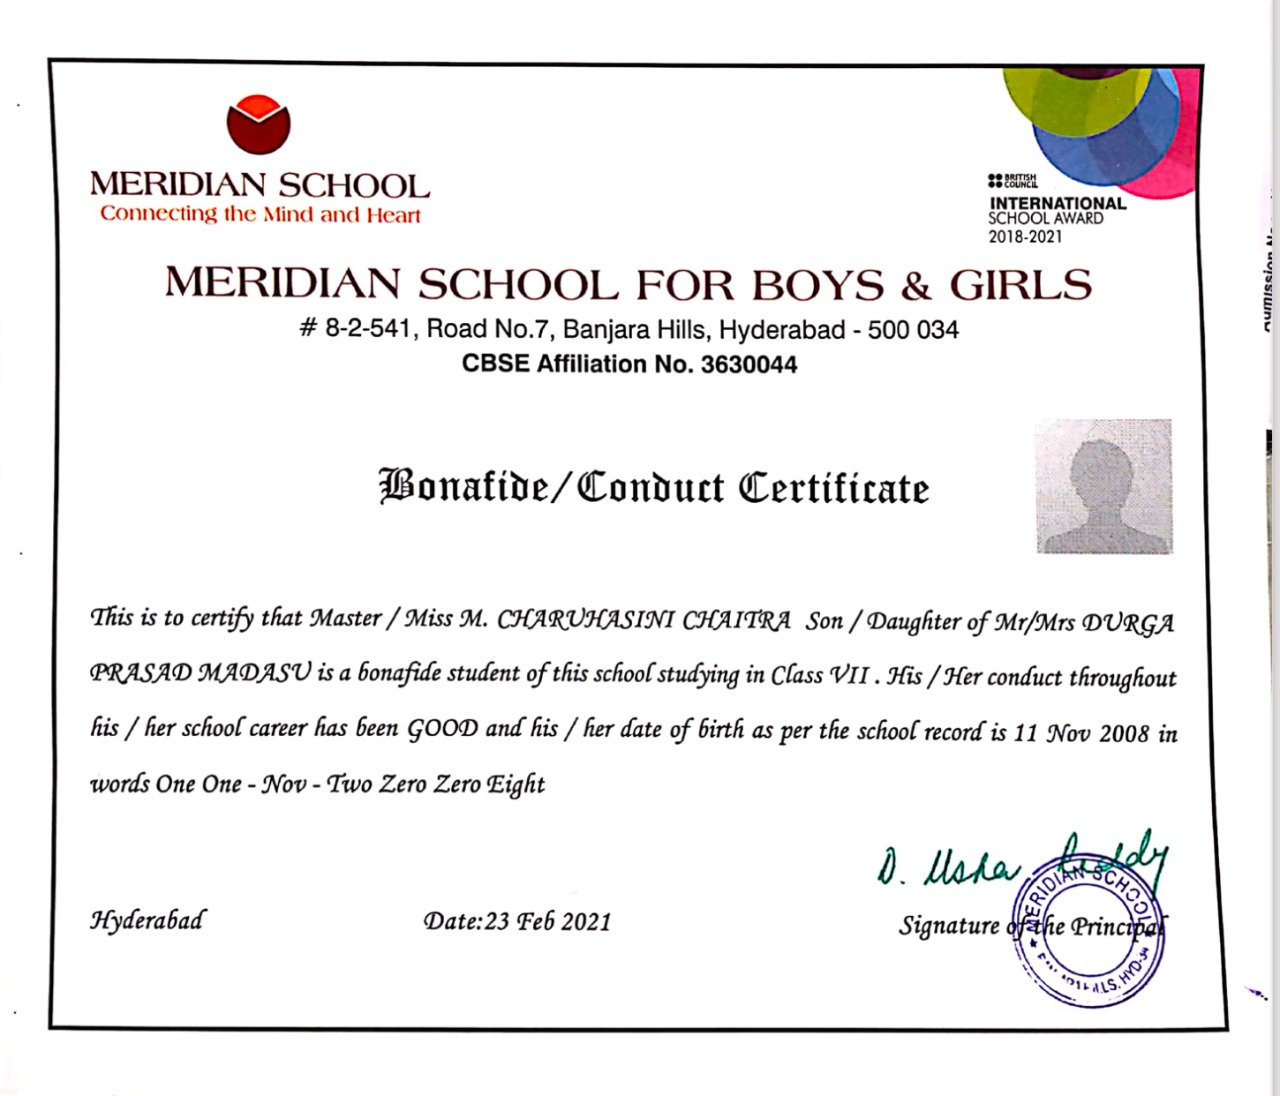 MERIDIAN SCHOOL
Connecting the Mind and Heart
BRITISH
COUNCIL
INTERNATIONAL
SCHOOL AWARD
2018-2021
MERIDIAN SCHOOL FOR BOYS & GIRLS
# 8-2-541, Road No.7, Banjara Hills, Hyderabad - 500 034
CBSE Affiliation No. 3630044
Bonafide/Conduct Certificate
This is to certify that Master / Miss M. CHARUHASINI CHAITRA Son / Daughter of Mr/Mrs DURGA
PRASAD MADASU is a bonafide student of this school studying in Class VII . His / Her conduct throughout
his / her school career has been GOOD and his / her date of birth as per the school record is 11 Nov 2008 in
words One One - Nov - Two Zero Zero Eight
D. Usha Reddy
Hyderabad
Date:23 Feb 2021
Signature of the Principal
MERIDIAN SCHOOL
HYD-34